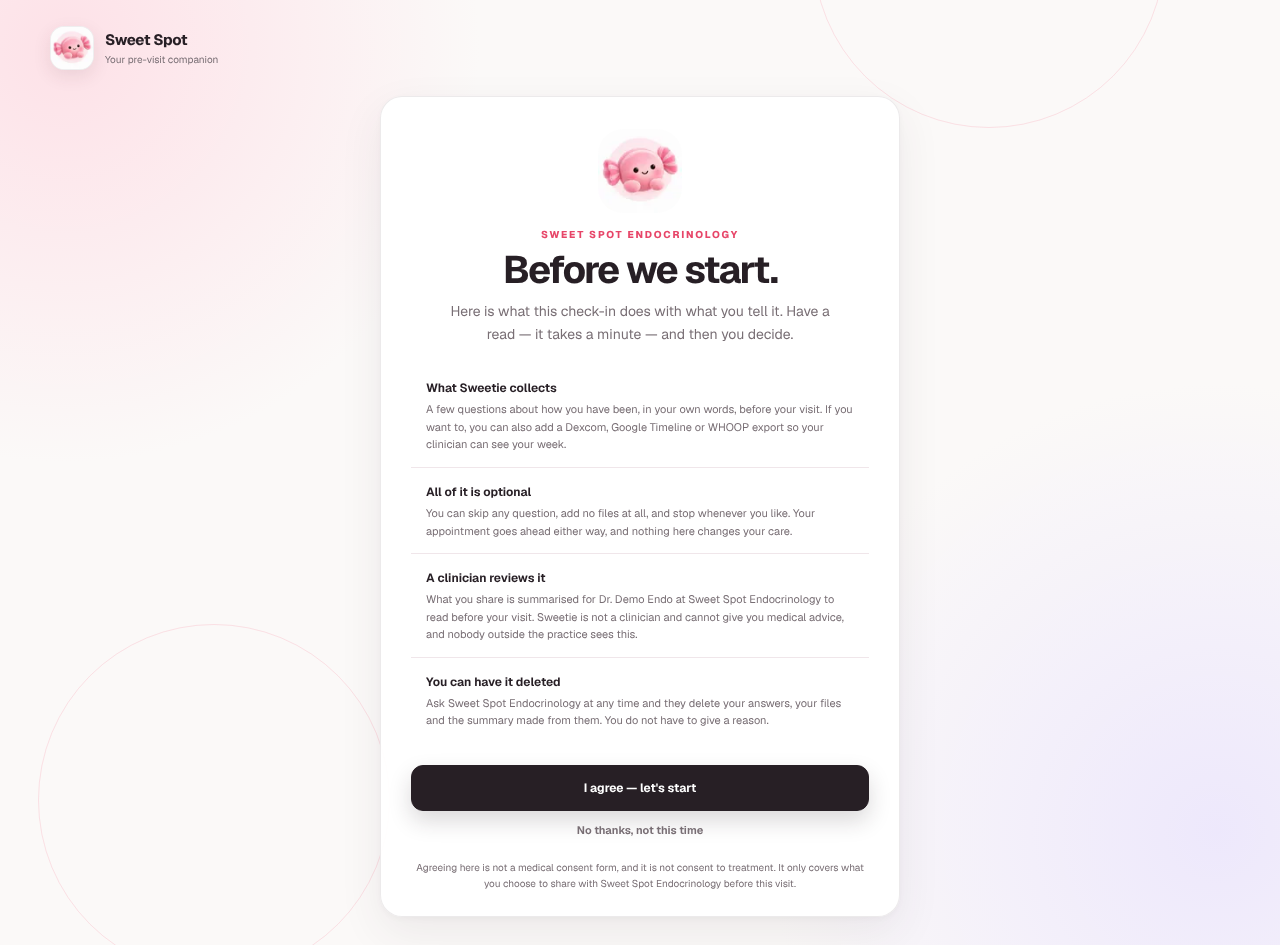 Sweet Spot
Your pre-visit companion
SWEET SPOT ENDOCRINOLOGY
Before we start.
Here is what this check-in does with what you tell it. Have a
read — it takes a minute — and then you decide.
What Sweetie collects
A few questions about how you have been, in your own words, before your visit. If you
want to, you can also add a Dexcom, Google Timeline or WHOOP export so your
clinician can see your week.
All of it is optional
You can skip any question, add no files at all, and stop whenever you like. Your
appointment goes ahead either way, and nothing here changes your care.
A clinician reviews it
What you share is summarised for Dr. Demo Endo at Sweet Spot Endocrinology to
read before your visit. Sweetie is not a clinician and cannot give you medical advice,
and nobody outside the practice sees this.
You can have it deleted
Ask Sweet Spot Endocrinology at any time and they delete your answers, your files
and the summary made from them. You do not have to give a reason.
I agree — let's start
No thanks, not this time
Agreeing here is not a medical consent form, and it is not consent to treatment. It only covers what
you choose to share with Sweet Spot Endocrinology before this visit.